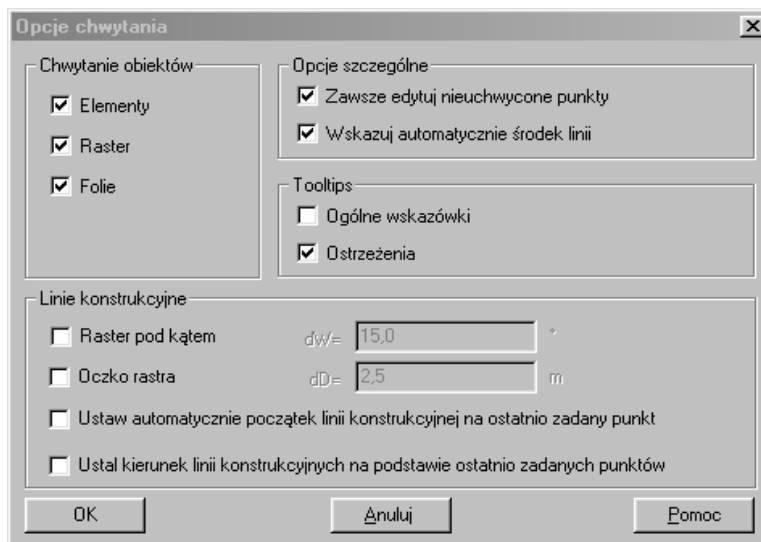 Opcje chwytania
Chwytanie obiektów
Elementy
Raster
Folie
Opcje szczególne
Zawsze edytuj nieuchwycone punkty
Wskazuj automatycznie środek linii
Tooltips
Ogólne wskazówki
Ostrzeżenia
Linie konstrukcyjne
Raster pod kątem dW= 15,0 °
Oczko rastra dD= 2,5 m
Ustaw automatycznie początek linii konstrukcyjnej na ostatnio zadany punkt
Ustal kierunek linii konstrukcyjnych na podstawie ostatnio zadanych punktów
OK Anuluj Pomoc